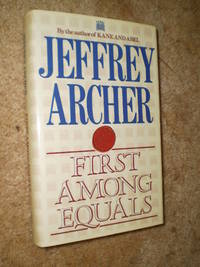 By the author of KANE AND ABEL
JEFFREY
ARCHER
FIRST
AMONG
EQUALS